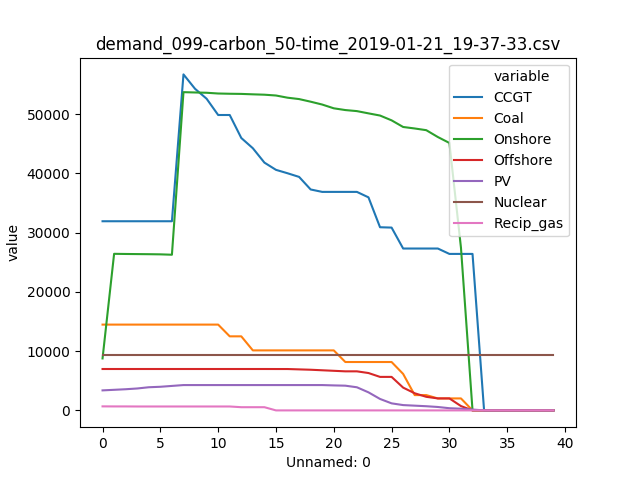 demand_099-carbon_50-time_2019-01-21_19-37-33.csv
variable
CCGT
Coal
Onshore
Offshore
PV
Nuclear
Recip_gas
value
50000
40000
30000
20000
10000
0
0 5 10 15 20 25 30 35 40
Unnamed: 0